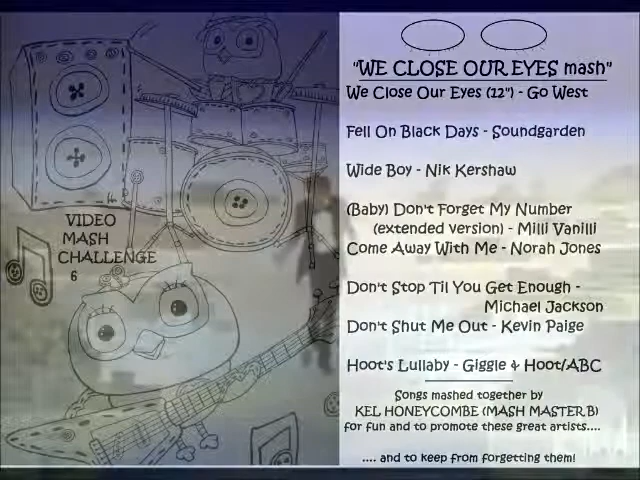 VIDEO
MASH
CHALLENGE
6
"WE CLOSE OUR EYES mash"
We Close Our Eyes (12") - Go West
Fell On Black Days - Soundgarden
Wide Boy - Nik Kershaw
(Baby) Don't Forget My Number
(extended version) - Milli Vanilli
Come Away With Me - Norah Jones
Don't Stop Til You Get Enough -
Michael Jackson
Don't Shut Me Out - Kevin Paige
Hoot's Lullaby - Giggle & Hoot/ABC
Songs mashed together by
KEL HONEYCOMBE (MASH MASTER B)
for fun and to promote these great artists....
.... and to keep from forgetting them!